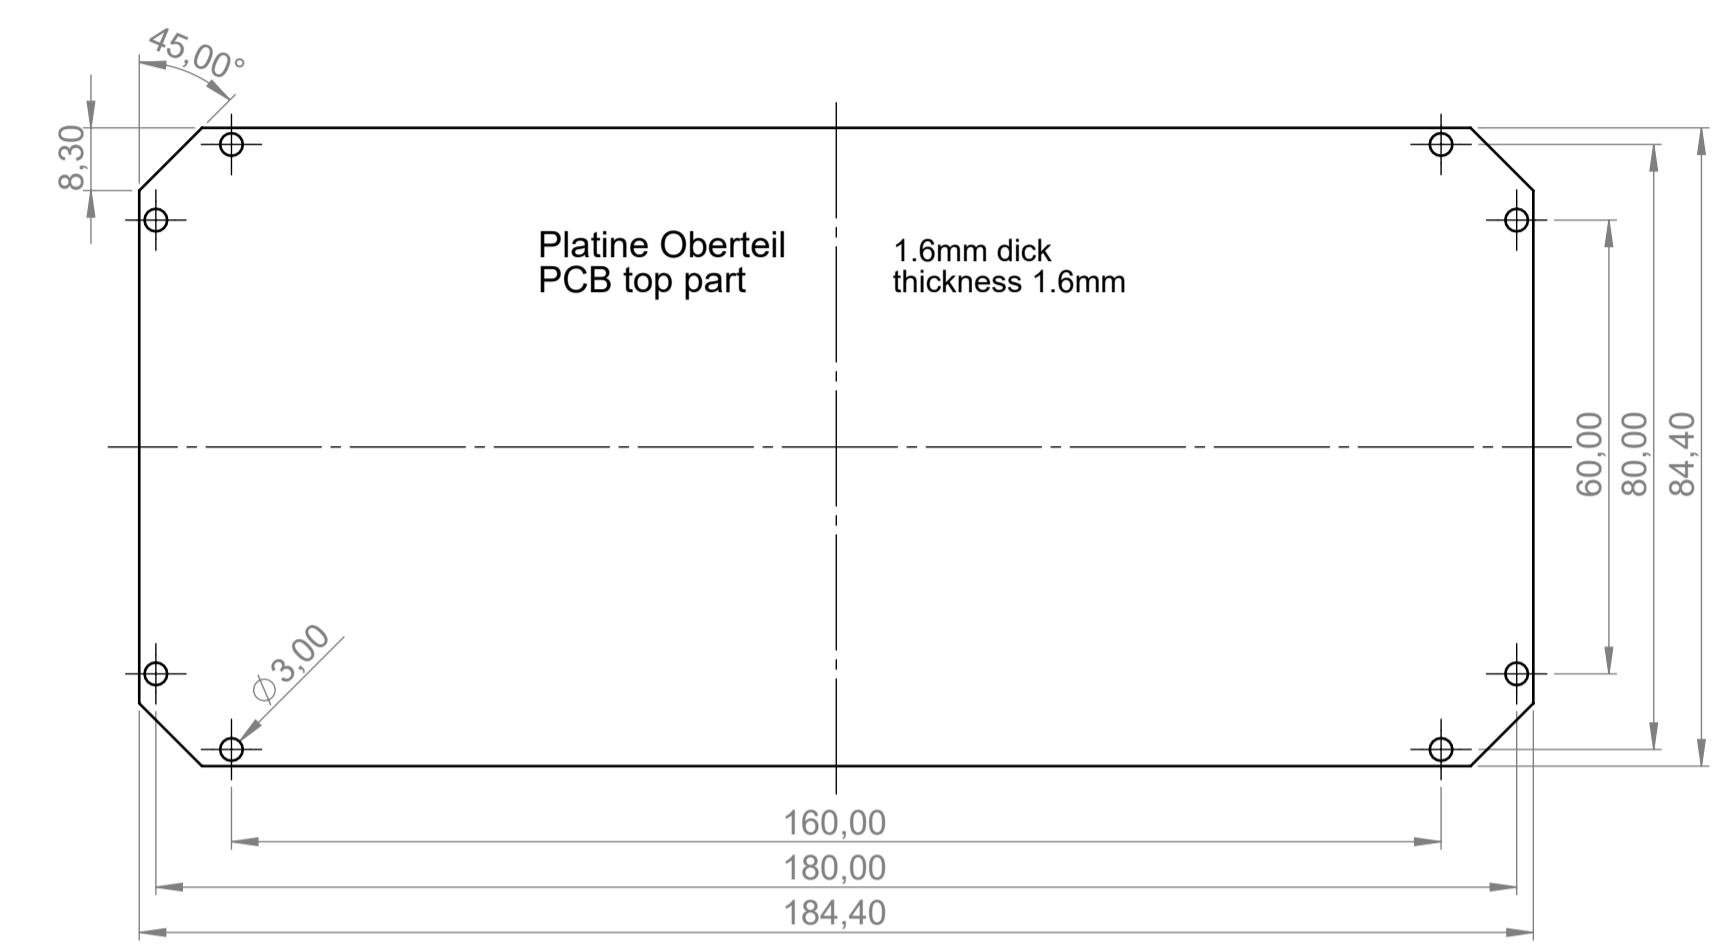 45,00°
8,30
Platine Oberteil
PCB top part
1.6mm dick
thickness 1.6mm
60,00
80,00
84,40
⌀3,00
160,00
180,00
184,40